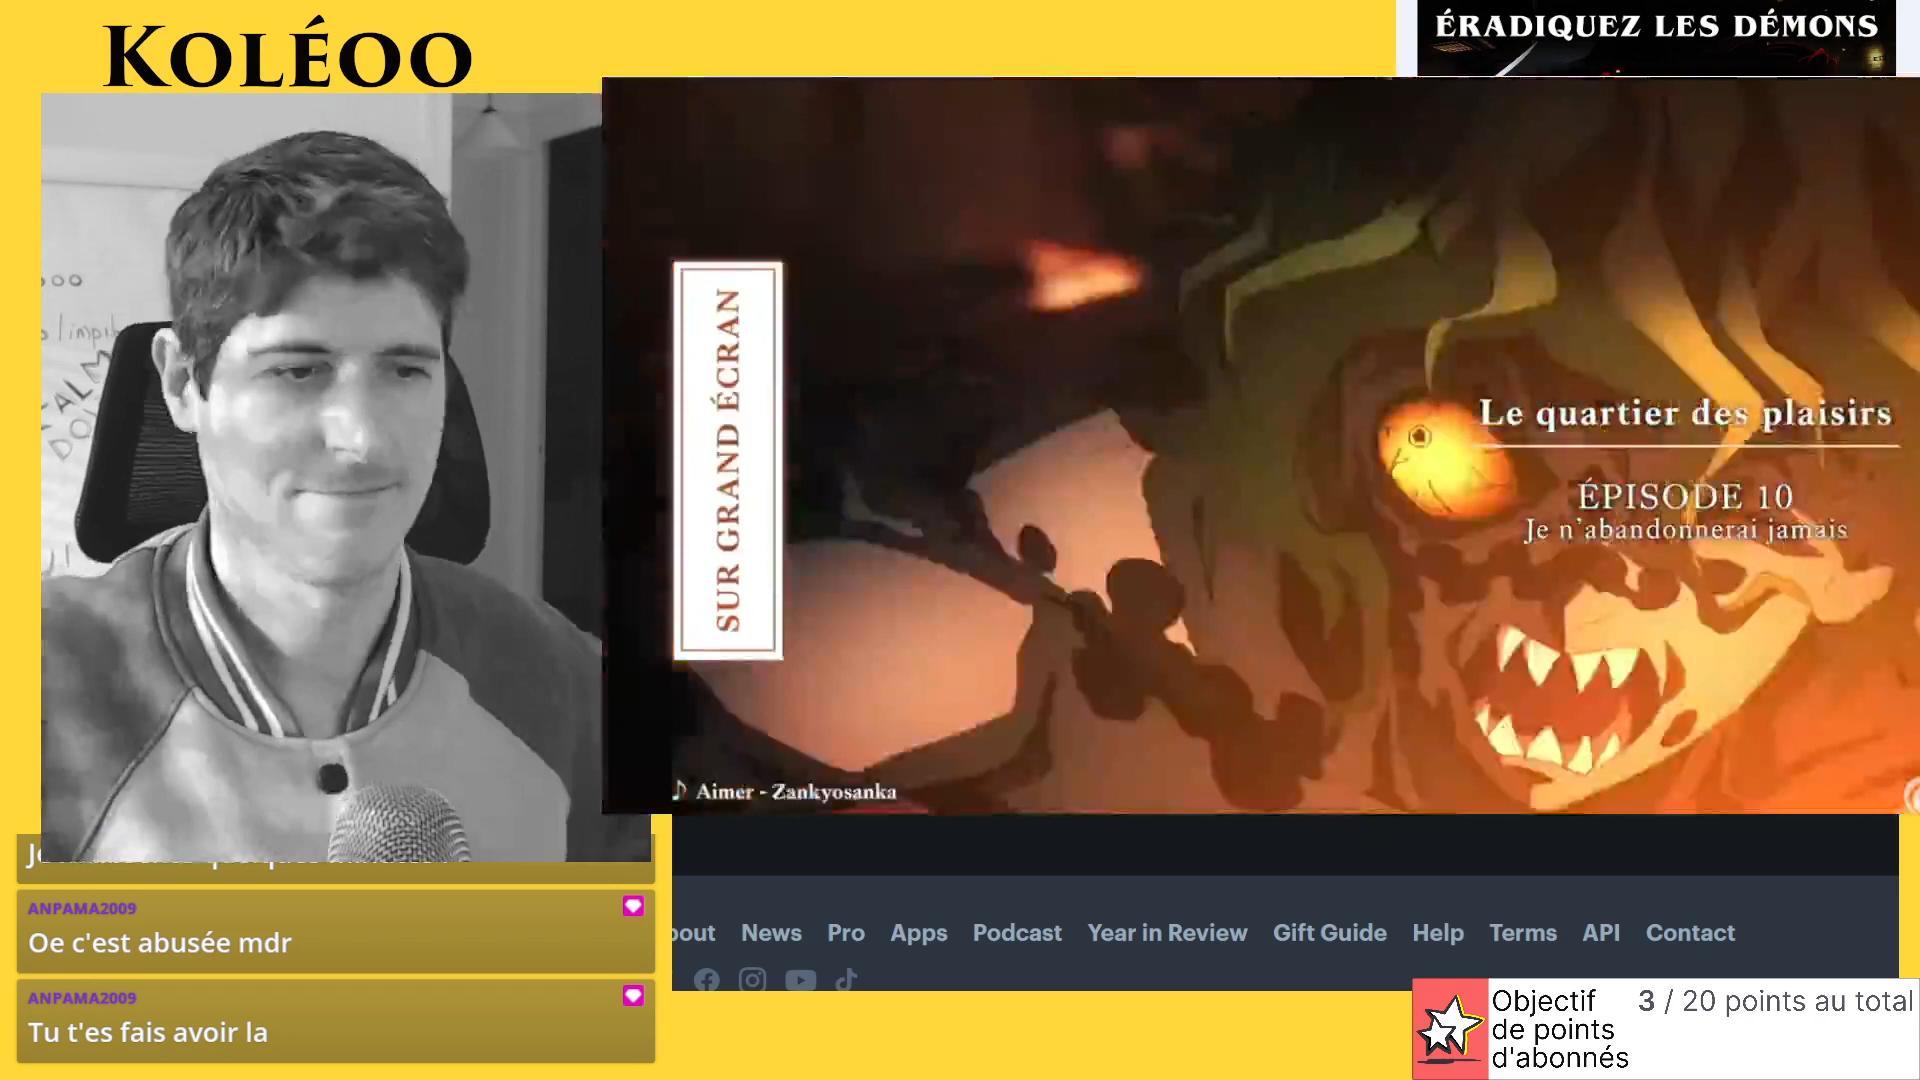 KOLÉOO
ÉRADIQUEZ LES DÉMONS
SUR GRAND ÉCRAN
Le quartier des plaisirs
ÉPISODE 10
Je n'abandonnerai jamais
♪ Aimer - Zankyosanka
ANPAMA2009
Oe c'est abusée mdr
ANPAMA2009
Tu t'es fais avoir la
News Pro Apps Podcast Year in Review Gift Guide Help Terms API Contact
Objectif de points d'abonnés
3 / 20 points au total